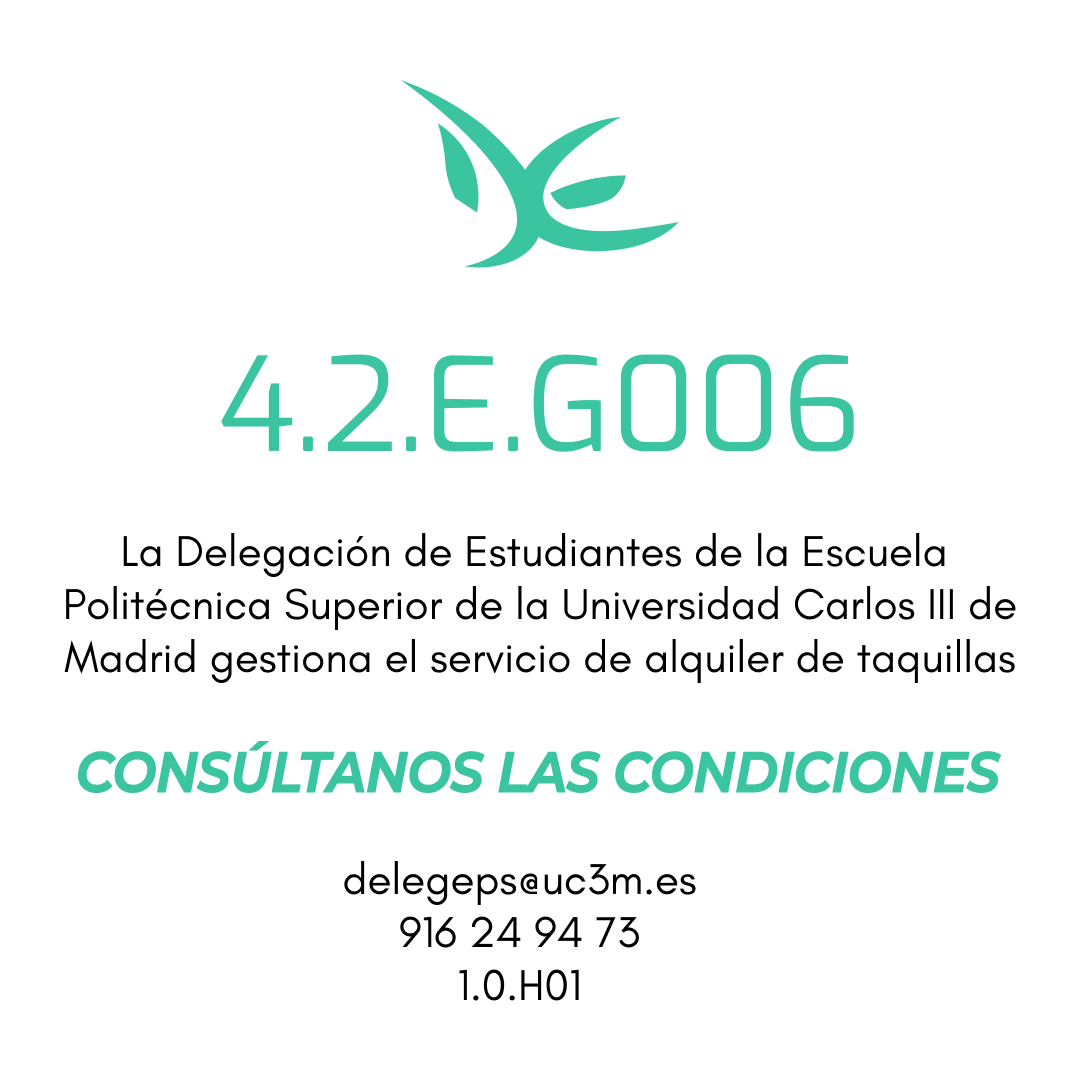 DE
4.2.E.G006
La Delegación de Estudiantes de la Escuela
Politécnica Superior de la Universidad Carlos III de
Madrid gestiona el servicio de alquiler de taquillas
CONSÚLTANOS LAS CONDICIONES
delegeps@uc3m.es
916 24 94 73
1.0.H01